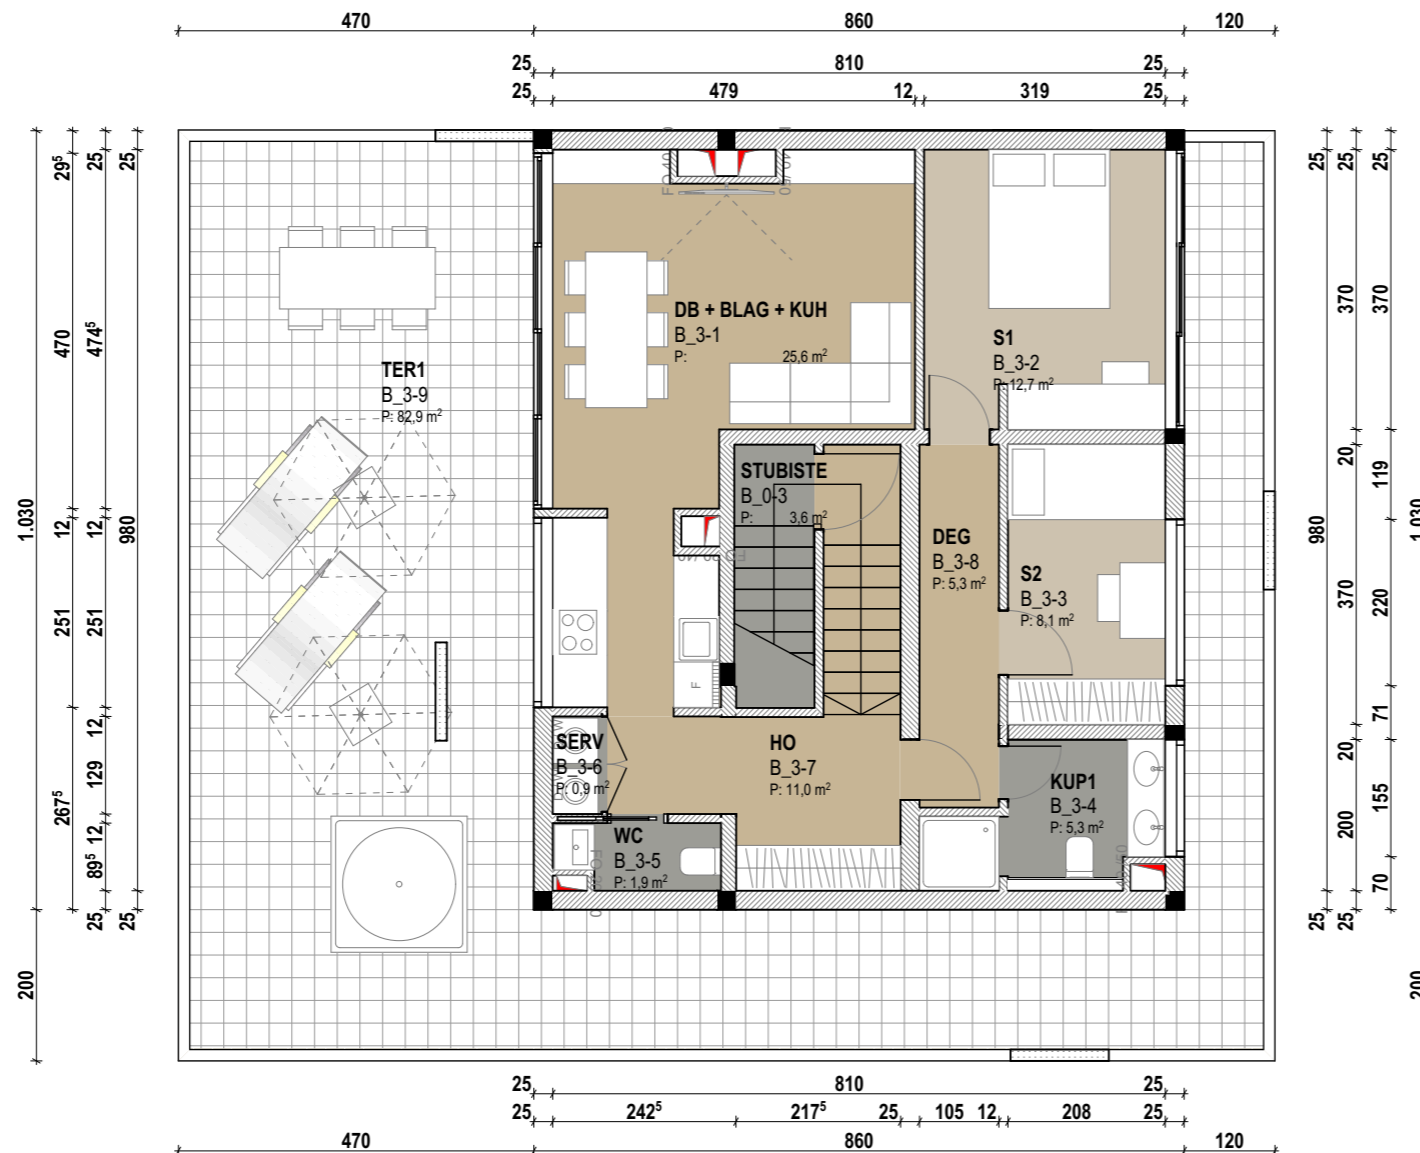 470 860 120
25 810 25
25 479 12 319 25
DB + BLAG + KUH
B_3-1
P: 25,6 m²
S1
B_3-2
P: 12,7 m²
TER1
B_3-9
P: 82,9 m²
STUBISTE
B_0-3
P: 3,6 m²
DEG
B_3-8
P: 5,3 m²
S2
B_3-3
P: 8,1 m²
F
SERV
B_3-6
P: 0,9 m²
HO
B_3-7
P: 11,0 m²
KUP1
B_3-4
P: 5,3 m²
WC
B_3-5
P: 1,9 m²
1.030 200
29⁵ 470 12 251 267⁵
25 474⁵ 12 251 12 129 12 89⁵ 25
25 980 25
25 980 25
25 370 20 370 20 200 25
25 370 119 220 71 155 70
1.030 200
25 810 25
25 242⁵ 217⁵ 25 105 12 208 25
470 860 120